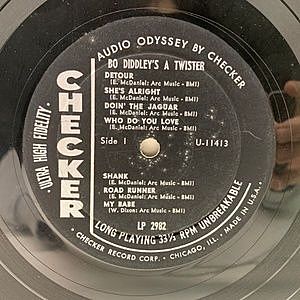 AUDIO ODYSSEY BY CHECKER
ULTRA HIGH FIDELITY
CHECKER
BO DIDDLEY'S A TWISTER
DETOUR
(E. McDaniel: Arc Music - BMI)
SHE'S ALRIGHT
(E. McDaniel: Arc Music - BMI)
DOIN' THE JAGUAR
(E. McDaniel: Arc Music - BMI)
WHO DO YOU LOVE
(E. McDaniel: Arc Music - BMI)
Side 1 U-11413
SHANK
(E. McDaniel: Arc Music - BMI)
ROAD RUNNER
(E. McDaniel: Arc Music - BMI)
MY BABE
(W. Dixon: Arc Music - BMI)
LP 2982
LONG PLAYING 33⅓ RPM UNBREAKABLE
• CHECKER RECORD CORP. • CHICAGO, ILL. • MADE IN U.S.A.